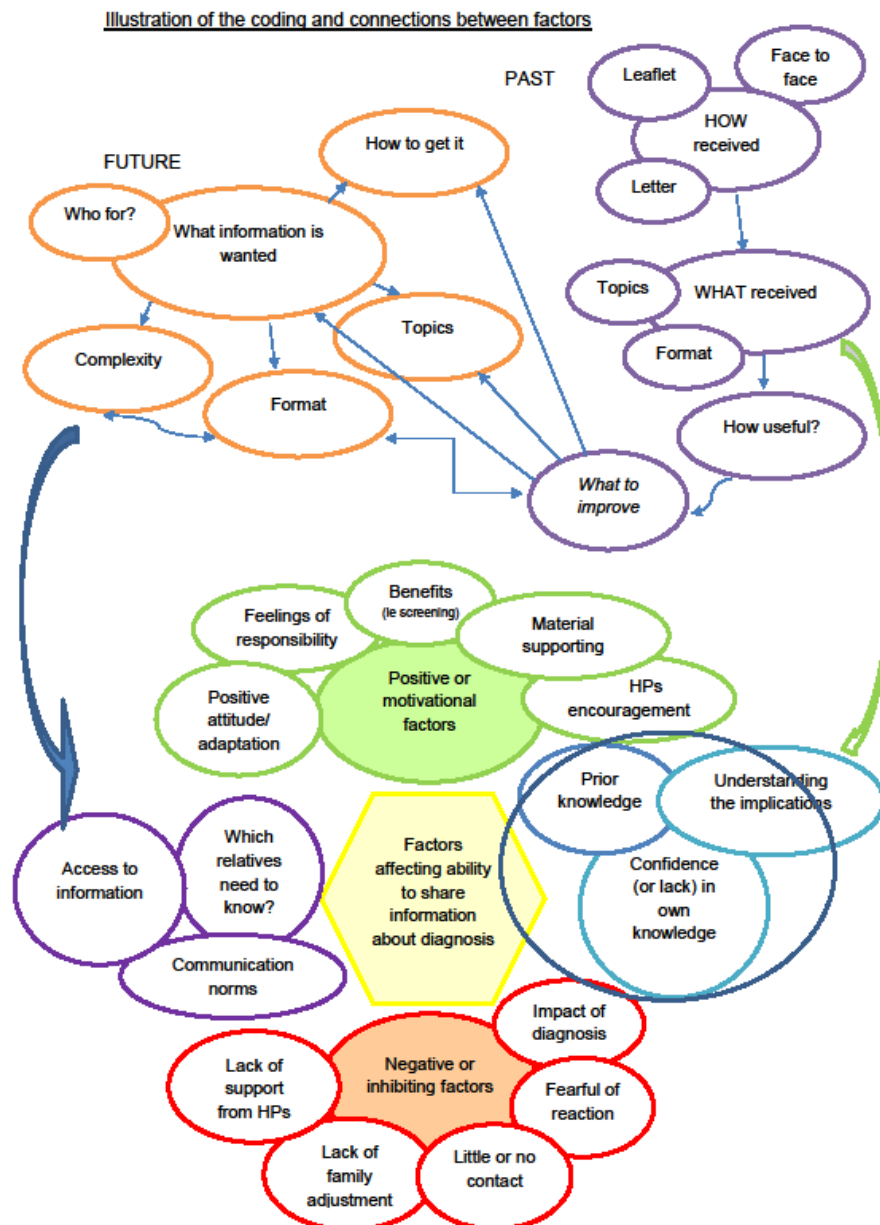 Illustration of the coding and connections between factors
PAST
Leaflet
Face to
face
HOW
received
Letter
FUTURE
How to get it
Who for?
What information is
wanted
Topics
WHAT received
Format
Topics
Complexity
Format
How useful?
What to
improve
Benefits
(ie screening)
Feelings of
responsibility
Material
supporting
Positive or
motivational
factors
HPs
encouragement
Positive
attitude/
adaptation
Prior
knowledge
Understanding
the implications
Confidence
(or lack) in
own
knowledge
Factors
affecting ability
to share
information
about diagnosis
Which
relatives
need to
know?
Access to
information
Communication
norms
Impact of
diagnosis
Negative or
inhibiting factors
Lack of
support
from HPs
Fearful of
reaction
Lack of
family
adjustment
Little or no
contact